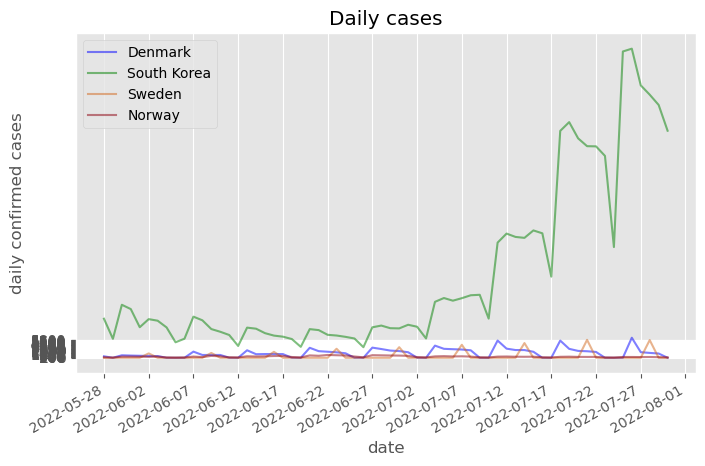 Daily cases
Denmark
South Korea
Sweden
Norway
daily confirmed cases
2022-05-28
2022-06-02
2022-06-07
2022-06-12
2022-06-17
2022-06-22
2022-06-27
2022-07-02
2022-07-07
2022-07-12
2022-07-17
2022-07-22
2022-07-27
2022-08-01
date